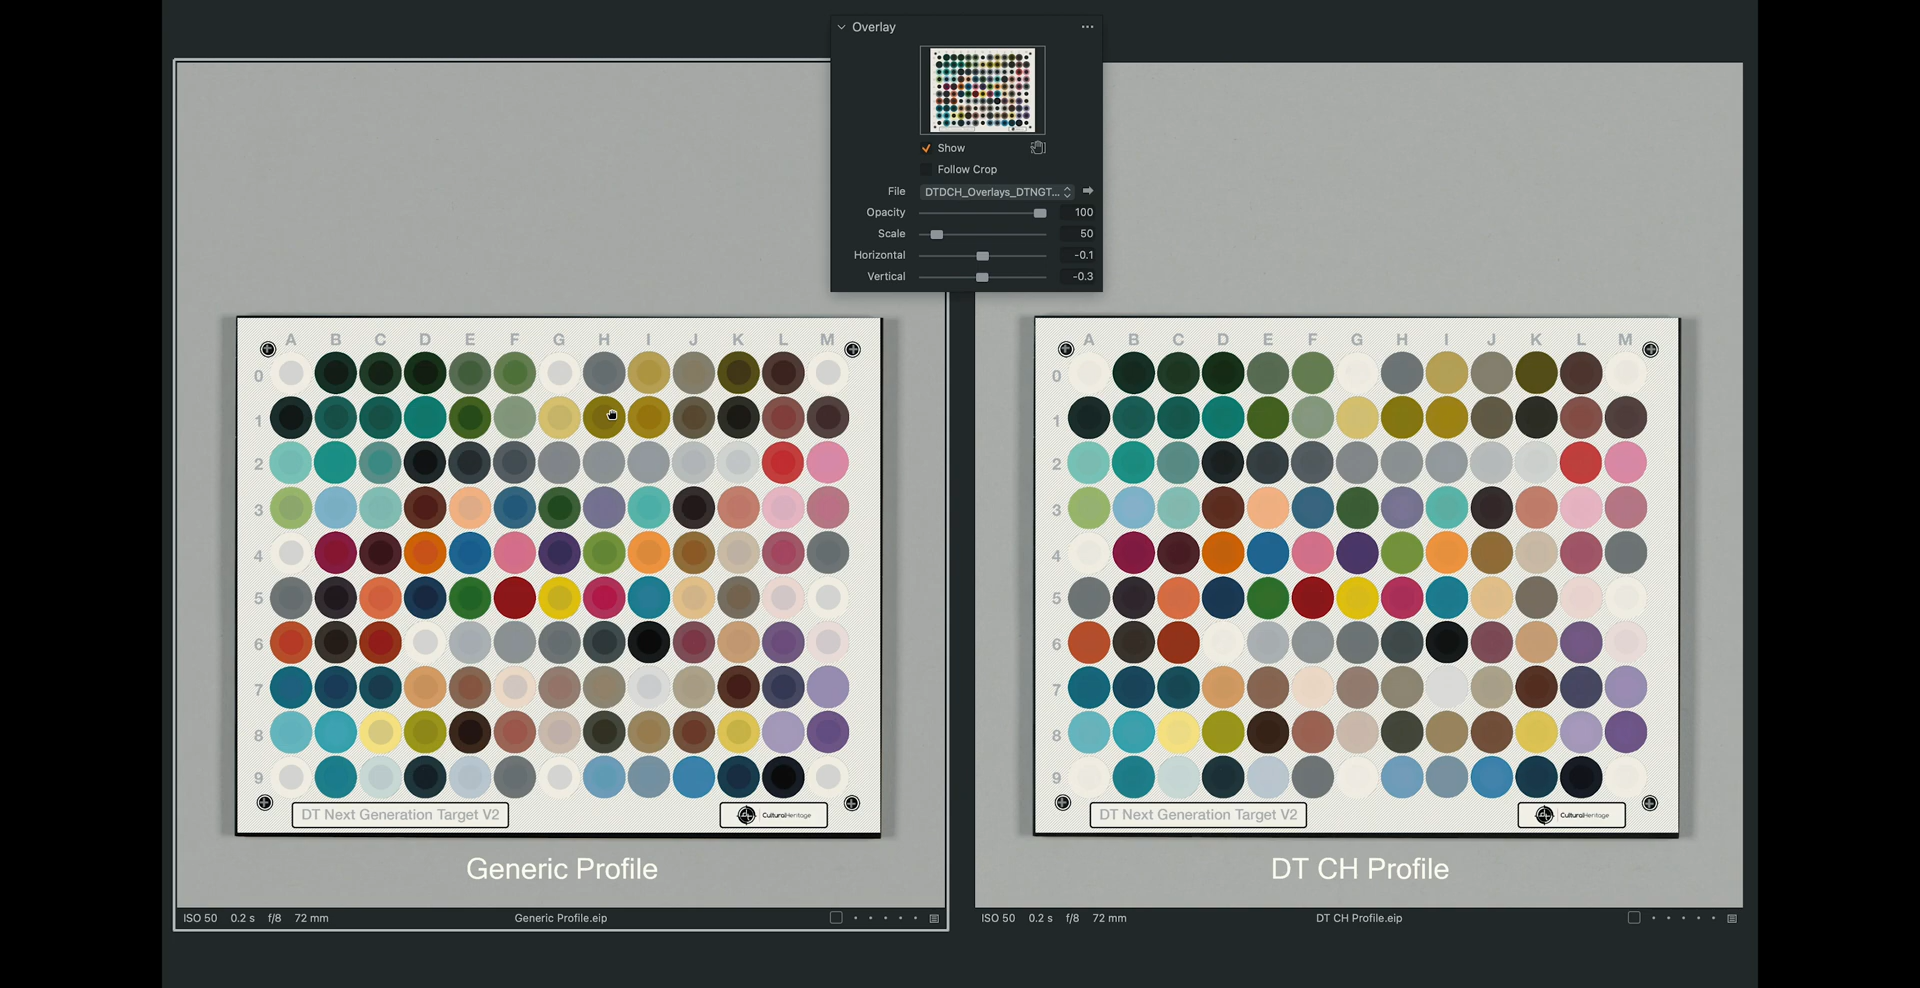 Overlay
Show
Follow Crop
File DTDCH_Overlays_DTNGT...
Opacity 100
Scale 50
Horizontal -0.1
Vertical -0.3
A B C D E F G H I J K L M
0
1
2
3
4
5
6
7
8
9
DT Next Generation Target V2
CulturalHeritage
Generic Profile
ISO 50 0.2 s f/8 72 mm Generic Profile.eip
A B C D E F G H I J K L M
0
1
2
3
4
5
6
7
8
9
DT Next Generation Target V2
CulturalHeritage
DT CH Profile
ISO 50 0.2 s f/8 72 mm DT CH Profile.eip